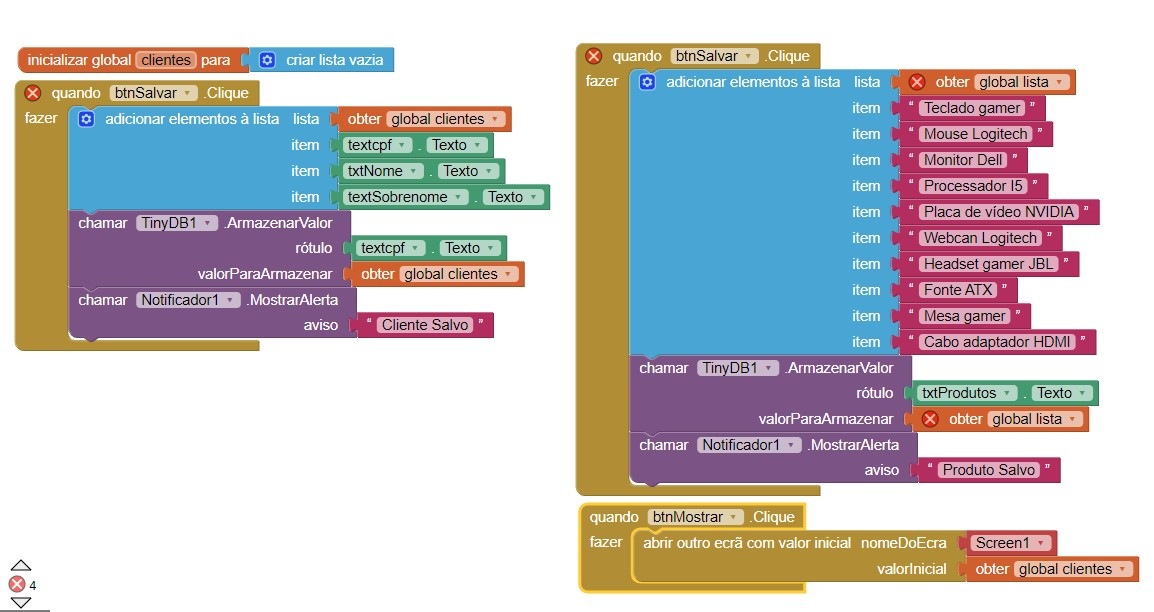 inicializar global clientes para criar lista vazia
quando btnSalvar .Clique
fazer adicionar elementos à lista lista obter global clientes
item textcpf . Texto
item txtNome . Texto
item textSobrenome . Texto
chamar TinyDB1 .ArmazenarValor
rótulo textcpf . Texto
valorParaArmazenar obter global clientes
chamar Notificador1 .MostrarAlerta
aviso " Cliente Salvo "
4
quando btnSalvar .Clique
fazer adicionar elementos à lista lista obter global lista
item " Teclado gamer "
item " Mouse Logitech "
item " Monitor Dell "
item " Processador I5 "
item " Placa de vídeo NVIDIA "
item " Webcan Logitech "
item " Headset gamer JBL "
item " Fonte ATX "
item " Mesa gamer "
item " Cabo adaptador HDMI "
chamar TinyDB1 .ArmazenarValor
rótulo txtProdutos . Texto
valorParaArmazenar obter global lista
chamar Notificador1 .MostrarAlerta
aviso " Produto Salvo "
quando btnMostrar .Clique
fazer abrir outro ecrã com valor inicial nomeDoEcra Screen1
valorInicial obter global clientes